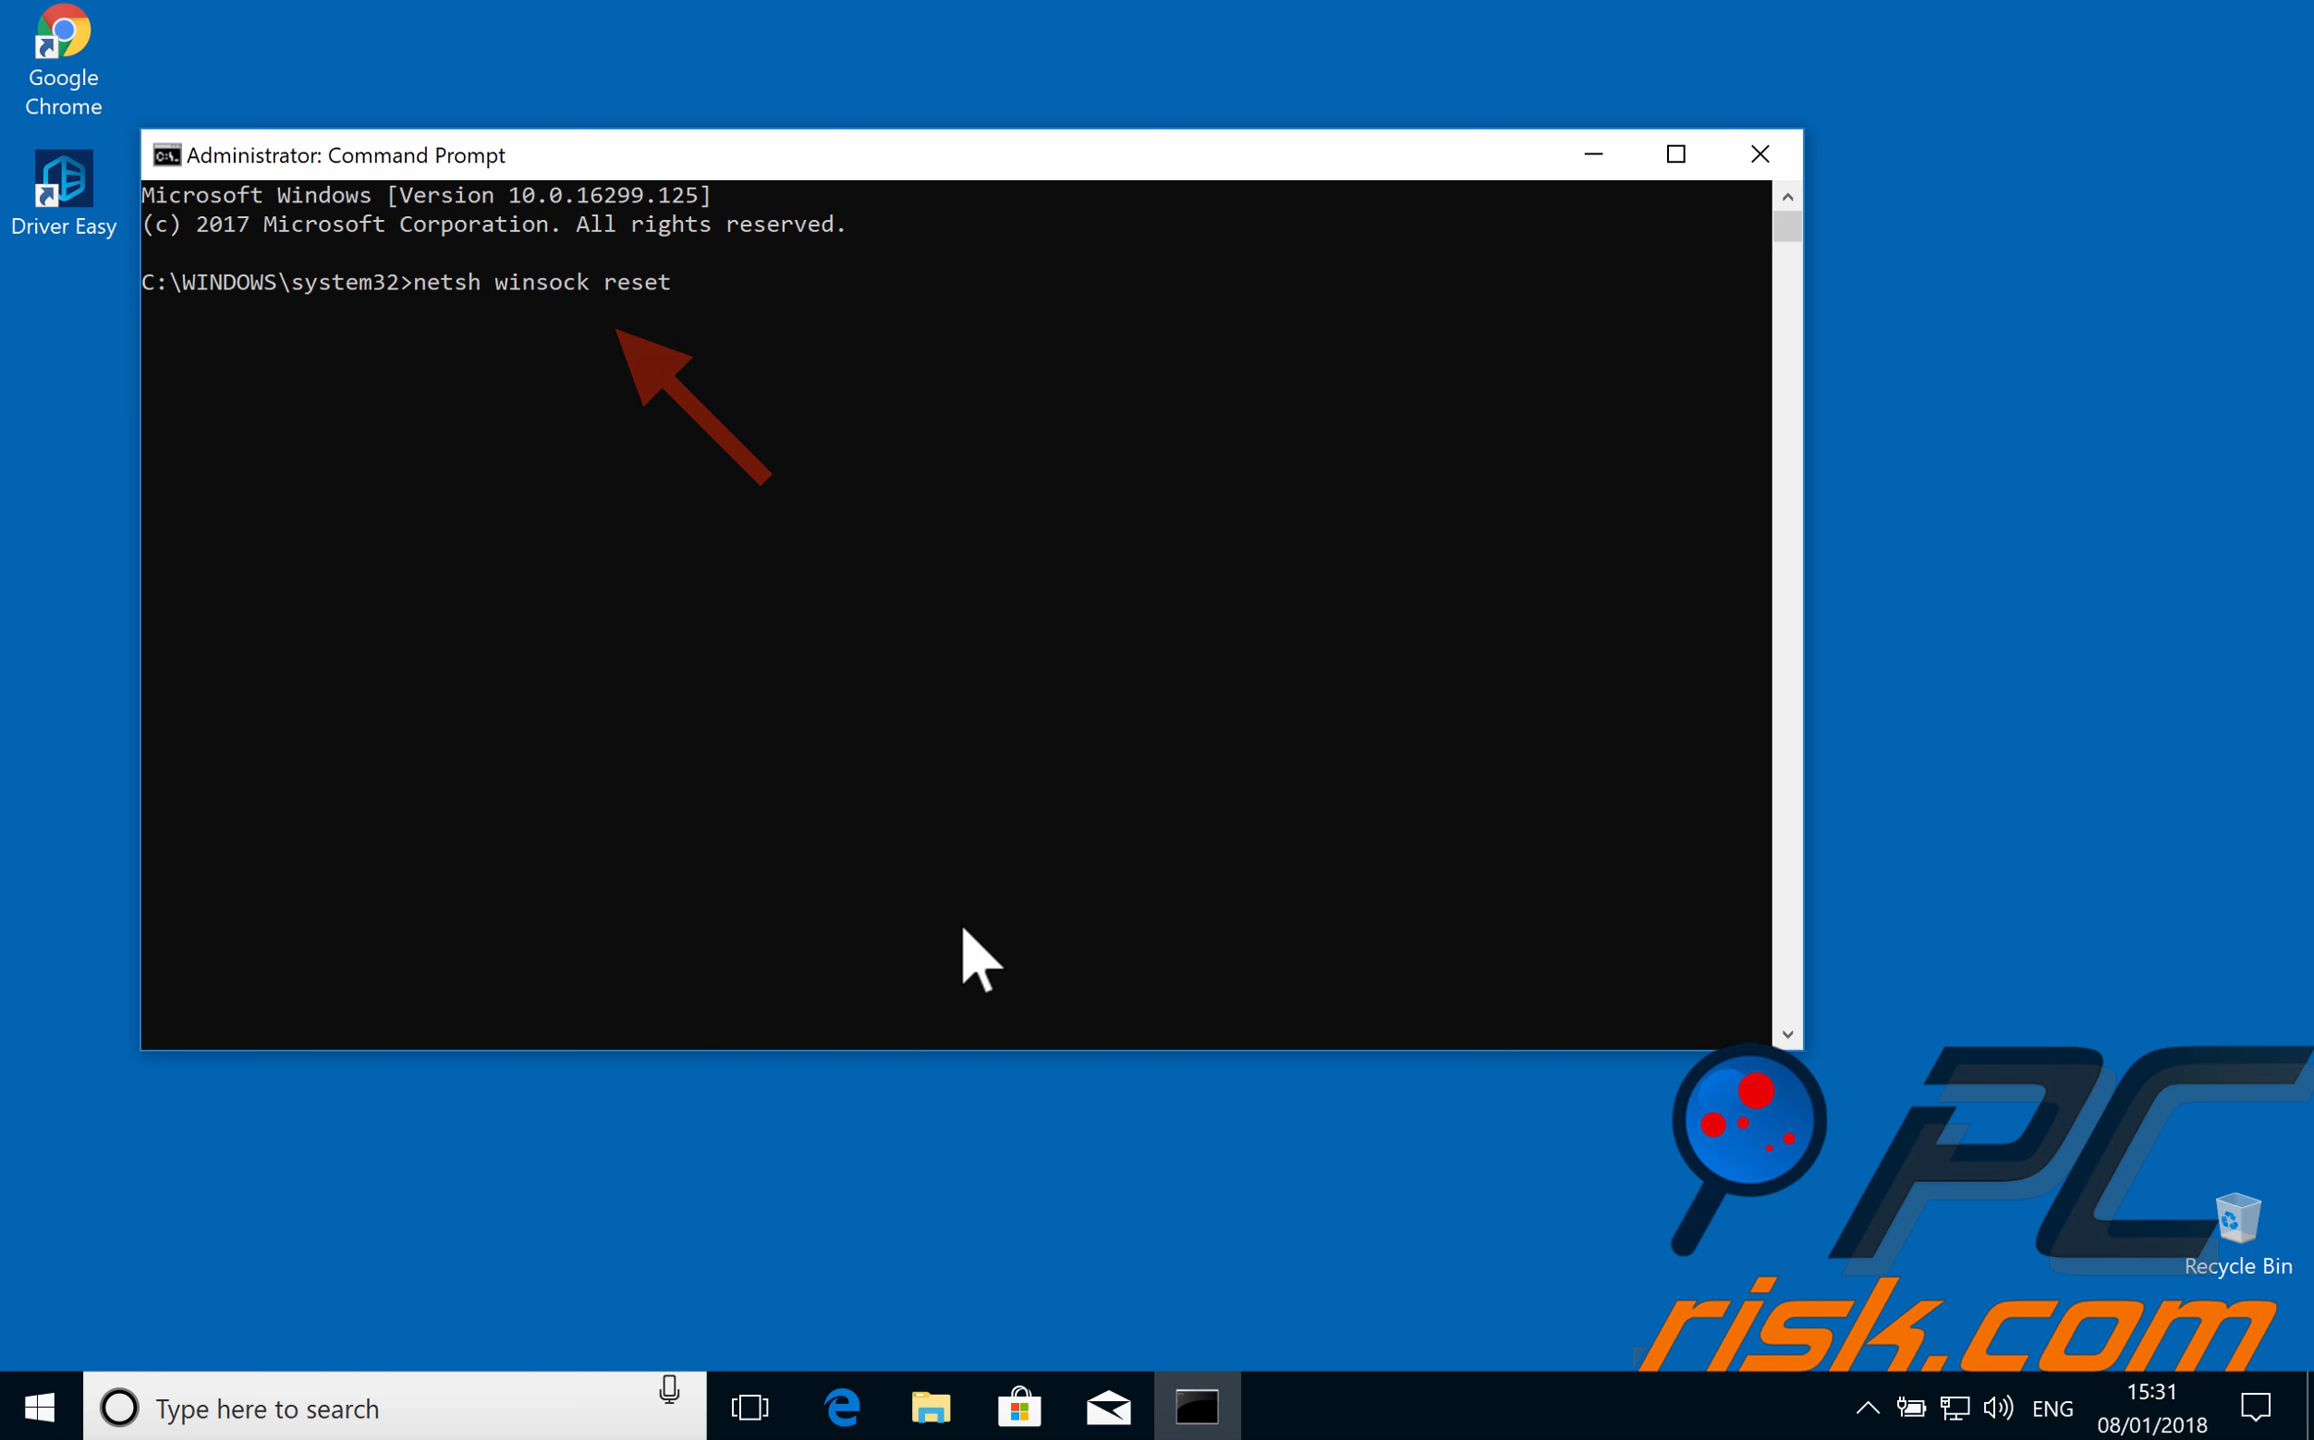 Google
Chrome
Driver Easy
Administrator: Command Prompt
Microsoft Windows [Version 10.0.16299.125]
(c) 2017 Microsoft Corporation. All rights reserved.
C:\WINDOWS\system32>netsh winsock reset
PC
risk.com
Recycle Bin
Type here to search
ENG
15:31
08/01/2018